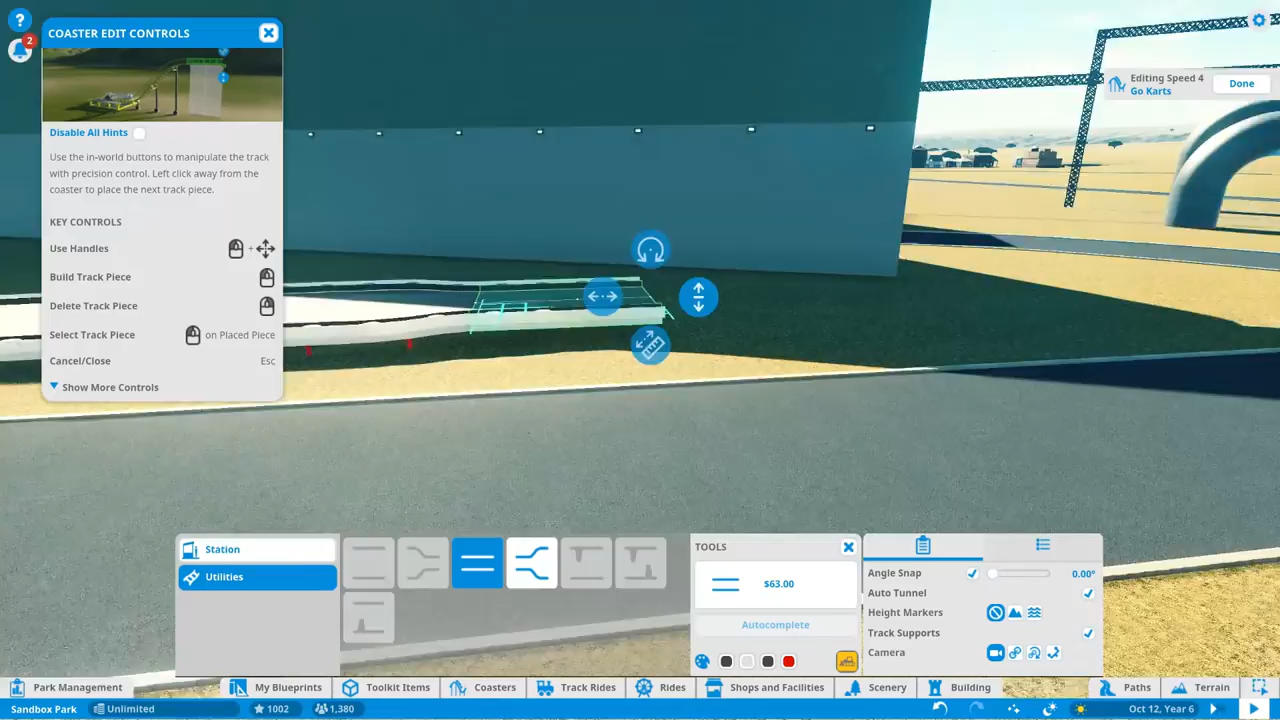 ?
2
COASTER EDIT CONTROLS
Disable All Hints
Use the in-world buttons to manipulate the track
with precision control. Left click away from the
coaster to place the next track piece.
KEY CONTROLS
Use Handles +
Build Track Piece
Delete Track Piece
Select Track Piece on Placed Piece
Cancel/Close Esc
Show More Controls
Editing Speed 4
Go Karts
Done
Station
Utilities
TOOLS
$63.00
Autocomplete
Angle Snap 0.00°
Auto Tunnel
Height Markers
Track Supports
Camera
Park Management
My Blueprints
Toolkit Items
Coasters
Track Rides
Rides
Shops and Facilities
Scenery
Building
Paths
Terrain
Sandbox Park
Unlimited
1002
1,380
Oct 12, Year 6